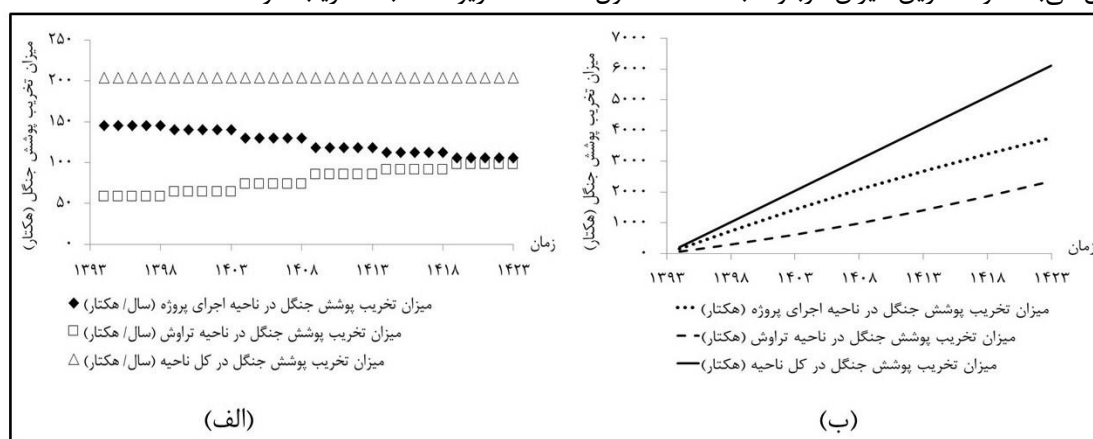 میزان تخریب پوشش جنگل (هکتار)
۲۵۰
۲۰۰
۱۵۰
۱۰۰
۵۰
۰
زمان
۱۳۹۳ ۱۳۹۸ ۱۴۰۳ ۱۴۰۸ ۱۴۱۳ ۱۴۱۸ ۱۴۲۳
میزان تخریب پوشش جنگل در ناحیه اجرای پروژه (سال/ هکتار)
میزان تخریب پوشش جنگل در ناحیه تراوش (سال/ هکتار)
میزان تخریب پوشش جنگل در کل ناحیه (سال/ هکتار)
(الف)
میزان تخریب پوشش جنگل (هکتار)
۷۰۰۰
۶۰۰۰
۵۰۰۰
۴۰۰۰
۳۰۰۰
۲۰۰۰
۱۰۰۰
۰
زمان
۱۳۹۳ ۱۳۹۸ ۱۴۰۳ ۱۴۰۸ ۱۴۱۳ ۱۴۱۸ ۱۴۲۳
میزان تخریب پوشش جنگل در ناحیه اجرای پروژه (هکتار)
میزان تخریب پوشش جنگل در ناحیه تراوش (هکتار)
میزان تخریب پوشش جنگل در کل ناحیه (هکتار)
(ب)